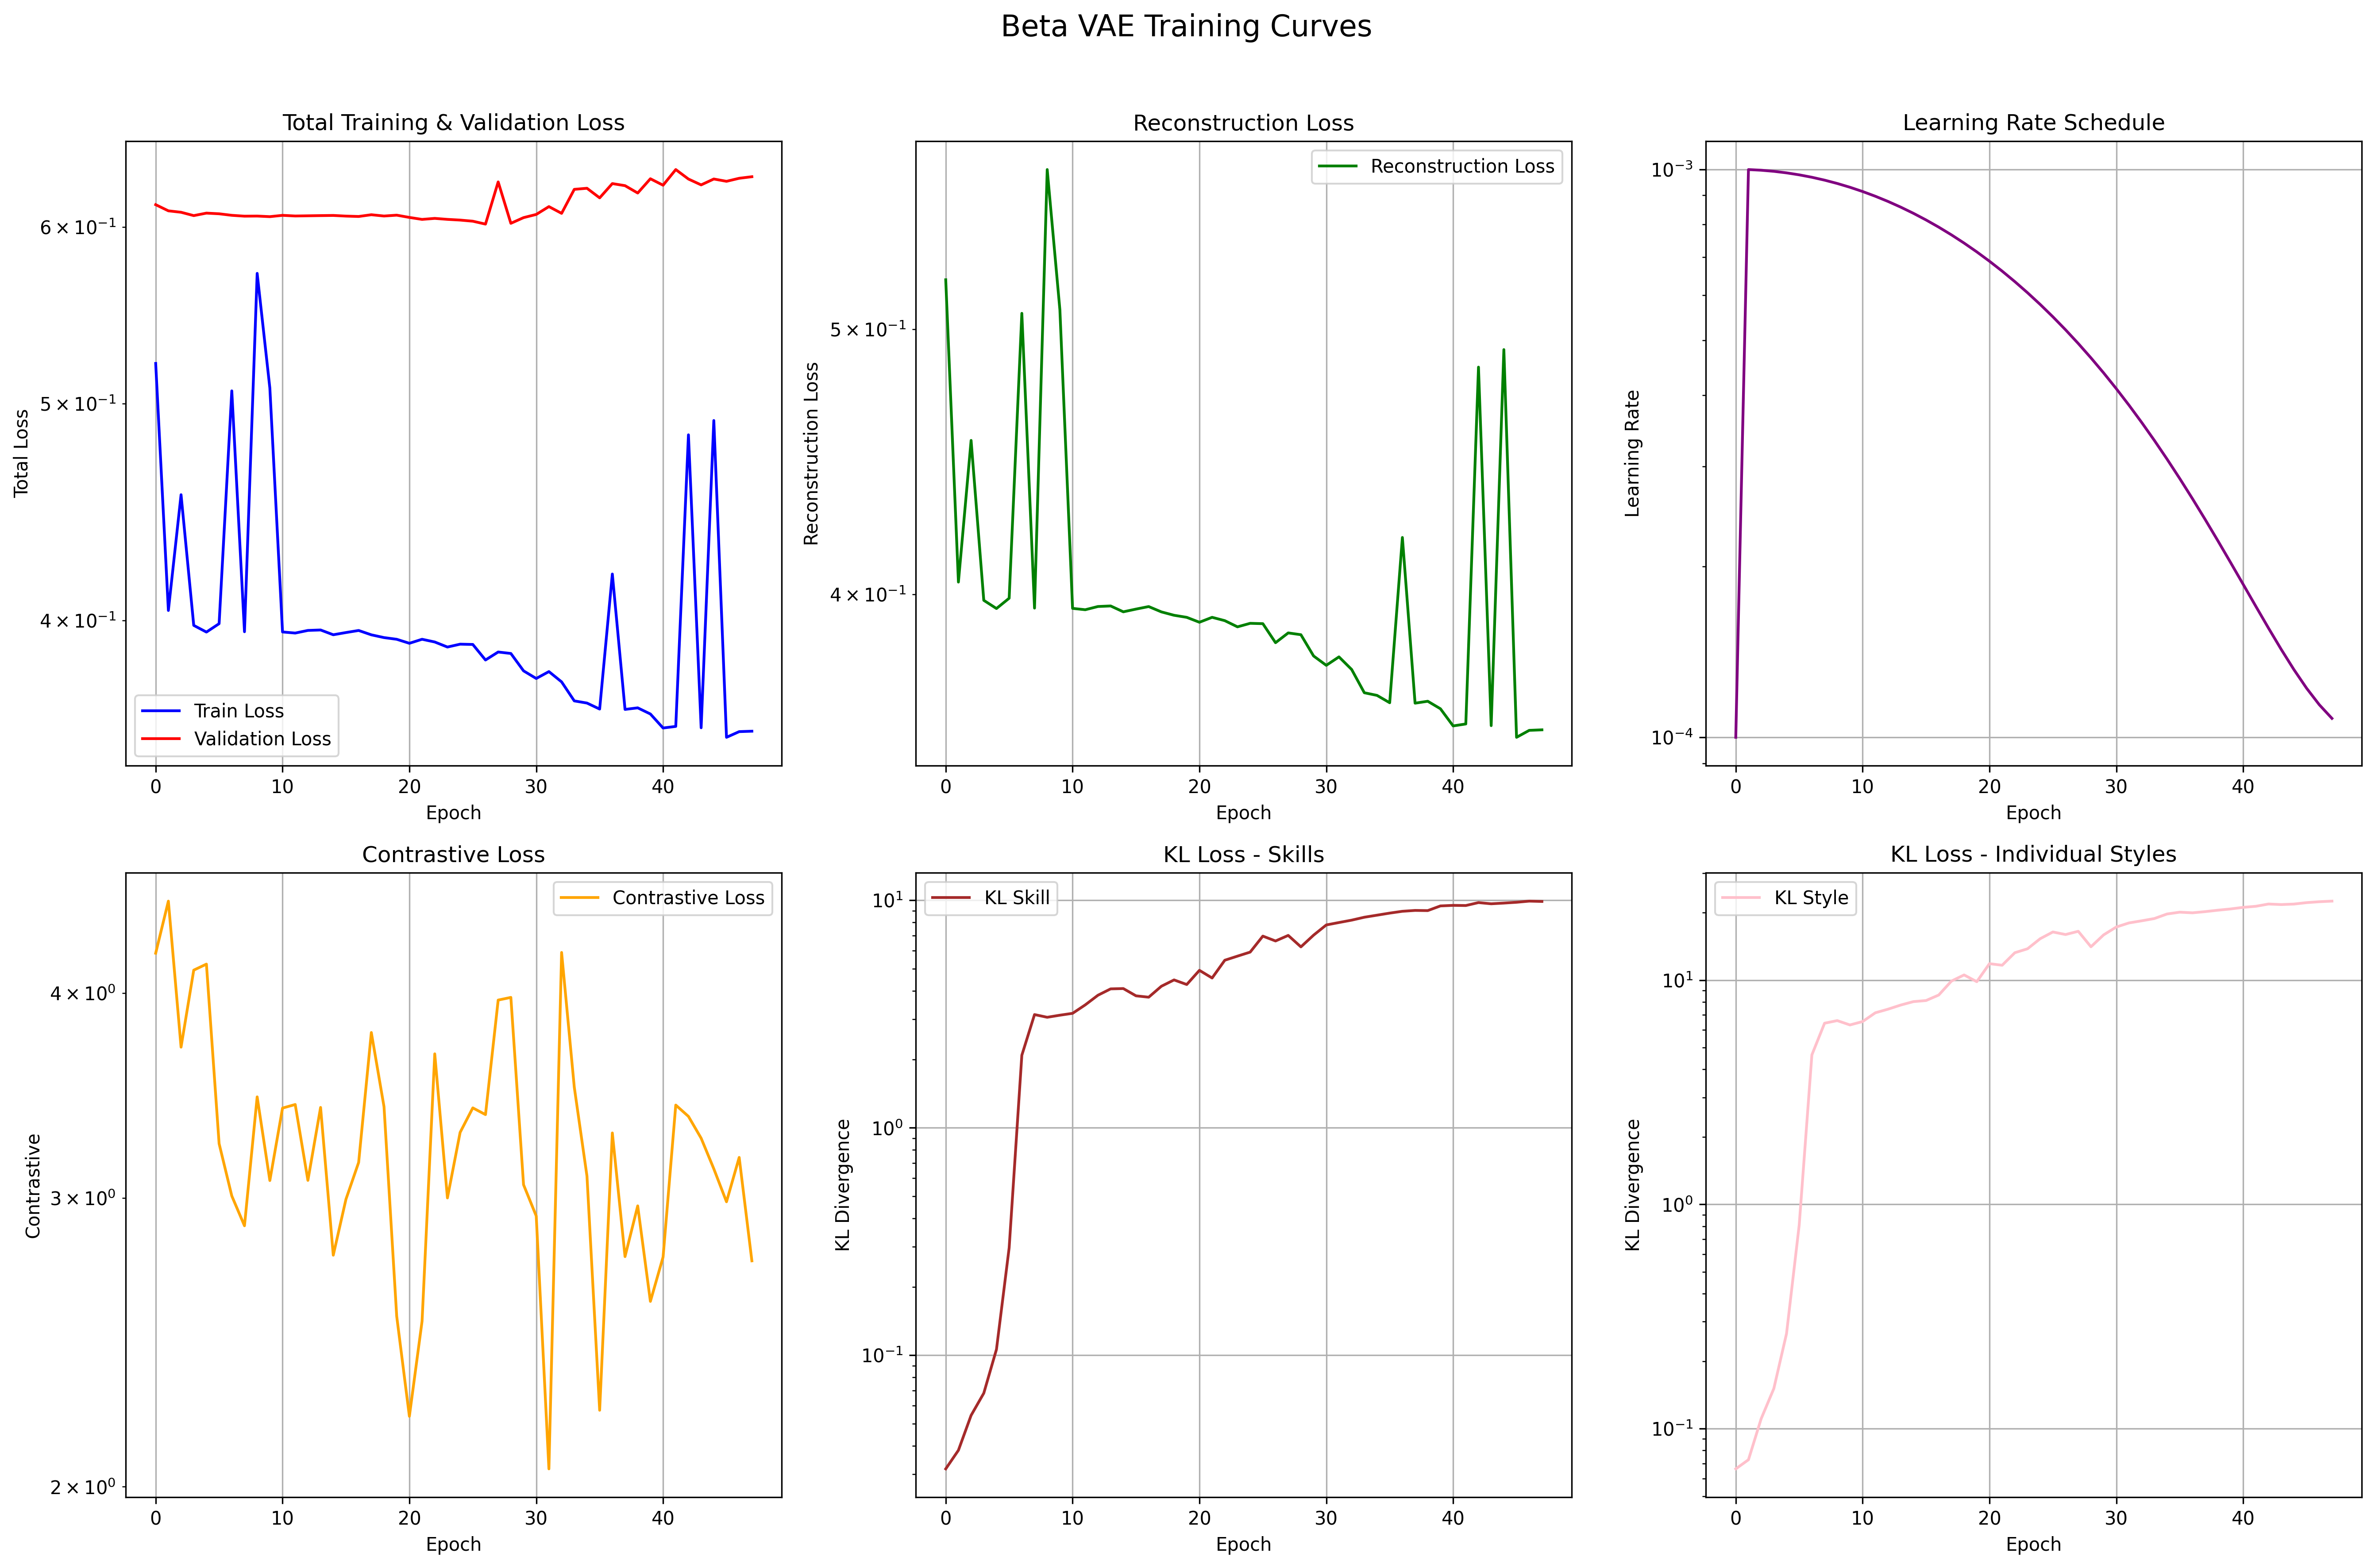 Beta VAE Training Curves
Total Training & Validation Loss
6 × 10⁻¹
5 × 10⁻¹
4 × 10⁻¹
Total Loss
Train Loss
Validation Loss
0 10 20 30 40
Epoch
Reconstruction Loss
Reconstruction Loss
5 × 10⁻¹
4 × 10⁻¹
Reconstruction Loss
0 10 20 30 40
Epoch
Learning Rate Schedule
10⁻³
10⁻⁴
Learning Rate
0 10 20 30 40
Epoch
Contrastive Loss
Contrastive Loss
4 × 10⁰
3 × 10⁰
2 × 10⁰
Contrastive
0 10 20 30 40
Epoch
KL Loss - Skills
KL Skill
10¹
10⁰
10⁻¹
KL Divergence
0 10 20 30 40
Epoch
KL Loss - Individual Styles
KL Style
10¹
10⁰
10⁻¹
KL Divergence
0 10 20 30 40
Epoch